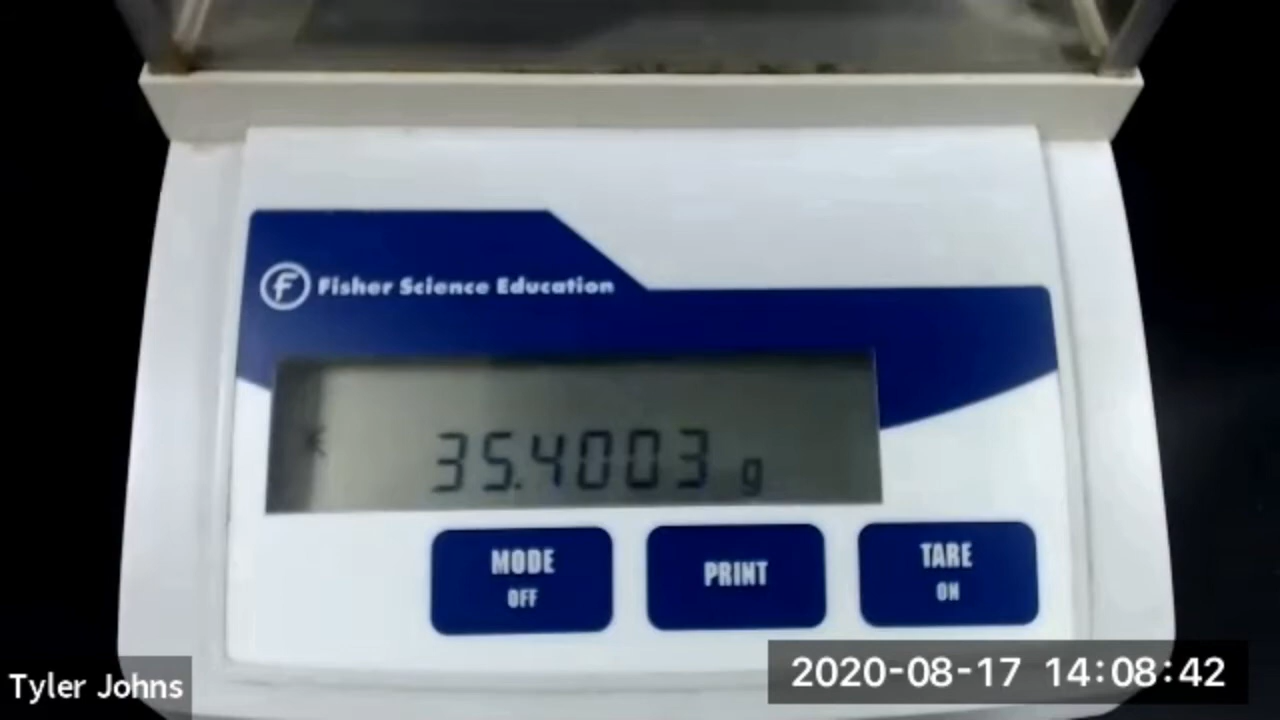 F Fisher Science Education
35.4003 g
MODE
OFF
PRINT
TARE
ON
Tyler Johns
2020-08-17 14:08:42